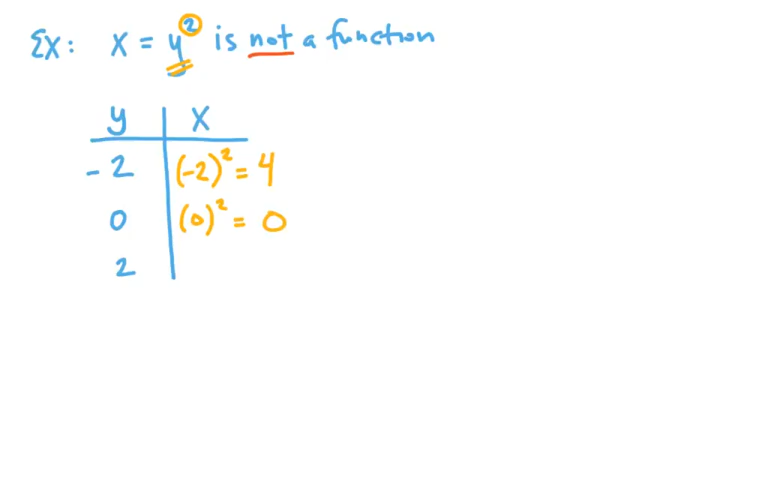 Ex: x = y² is not a function
y x
-2 (-2)² = 4
0 (0)² = 0
2